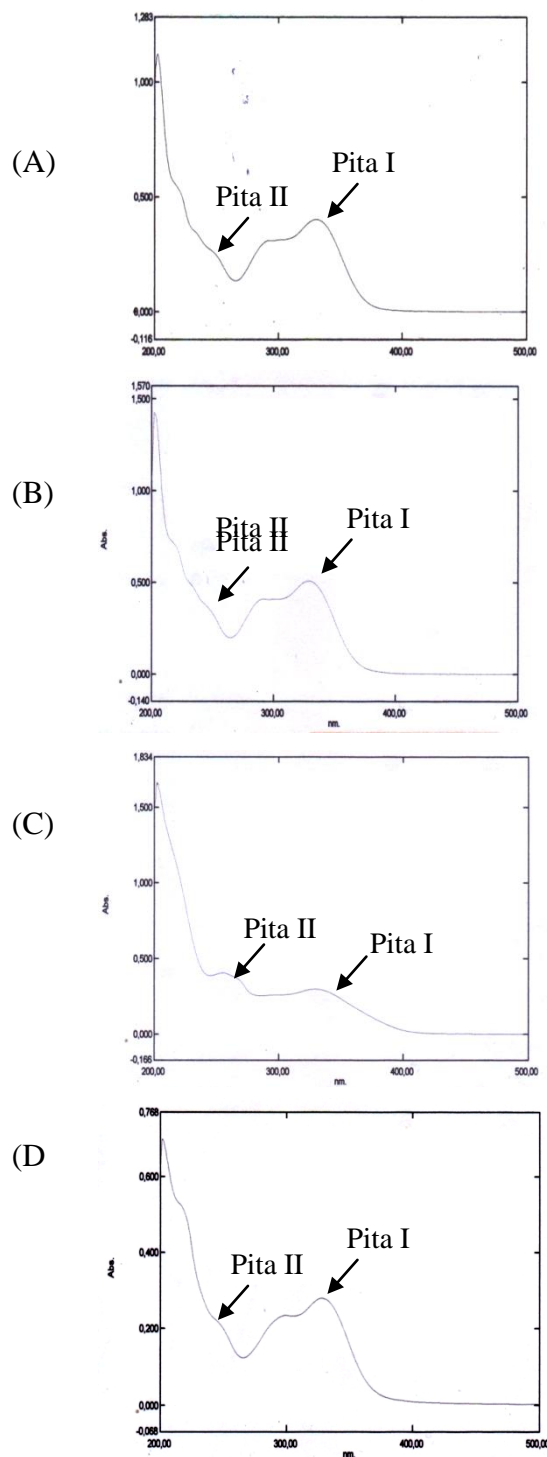 1,283
1,000
(A)
Pita I
Pita II
0,500
0,000
-0,116
200,00 300,00 400,00 500,00
1,570
1,500
(B)
1,000
Abs.
Pita II
Pita II
Pita I
0,500
0,000
-0,140
200,00 300,00 400,00 500,00
nm.
1,834
1,500
(C)
1,000
Abs.
Pita II
Pita I
0,500
0,000
-0,166
200,00 300,00 400,00 500,00
nm.
0,768
(D
0,600
0,400
Abs.
Pita I
Pita II
0,200
0,000
-0,068
200,00 300,00 400,00 500,00
nm.